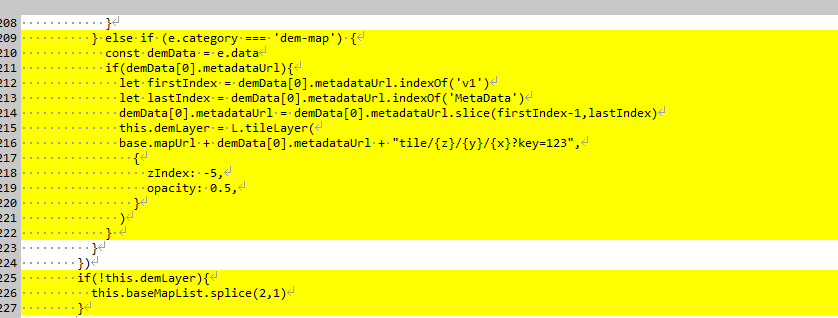 208 }
209 } else if (e.category === 'dem-map') {
210 const demData = e.data
211 if(demData[0].metadataUrl){
212 let firstIndex = demData[0].metadataUrl.indexOf('v1')
213 let lastIndex = demData[0].metadataUrl.indexOf('MetaData')
214 demData[0].metadataUrl = demData[0].metadataUrl.slice(firstIndex-1,lastIndex)
215 this.demLayer = L.tileLayer(
216 base.mapUrl + demData[0].metadataUrl + "tile/{z}/{y}/{x}?key=123",
217 {
218 zIndex: -5,
219 opacity: 0.5,
220 }
221 )
222 }
223 }
224 })
225 if(!this.demLayer){
226 this.baseMapList.splice(2,1)
227 }